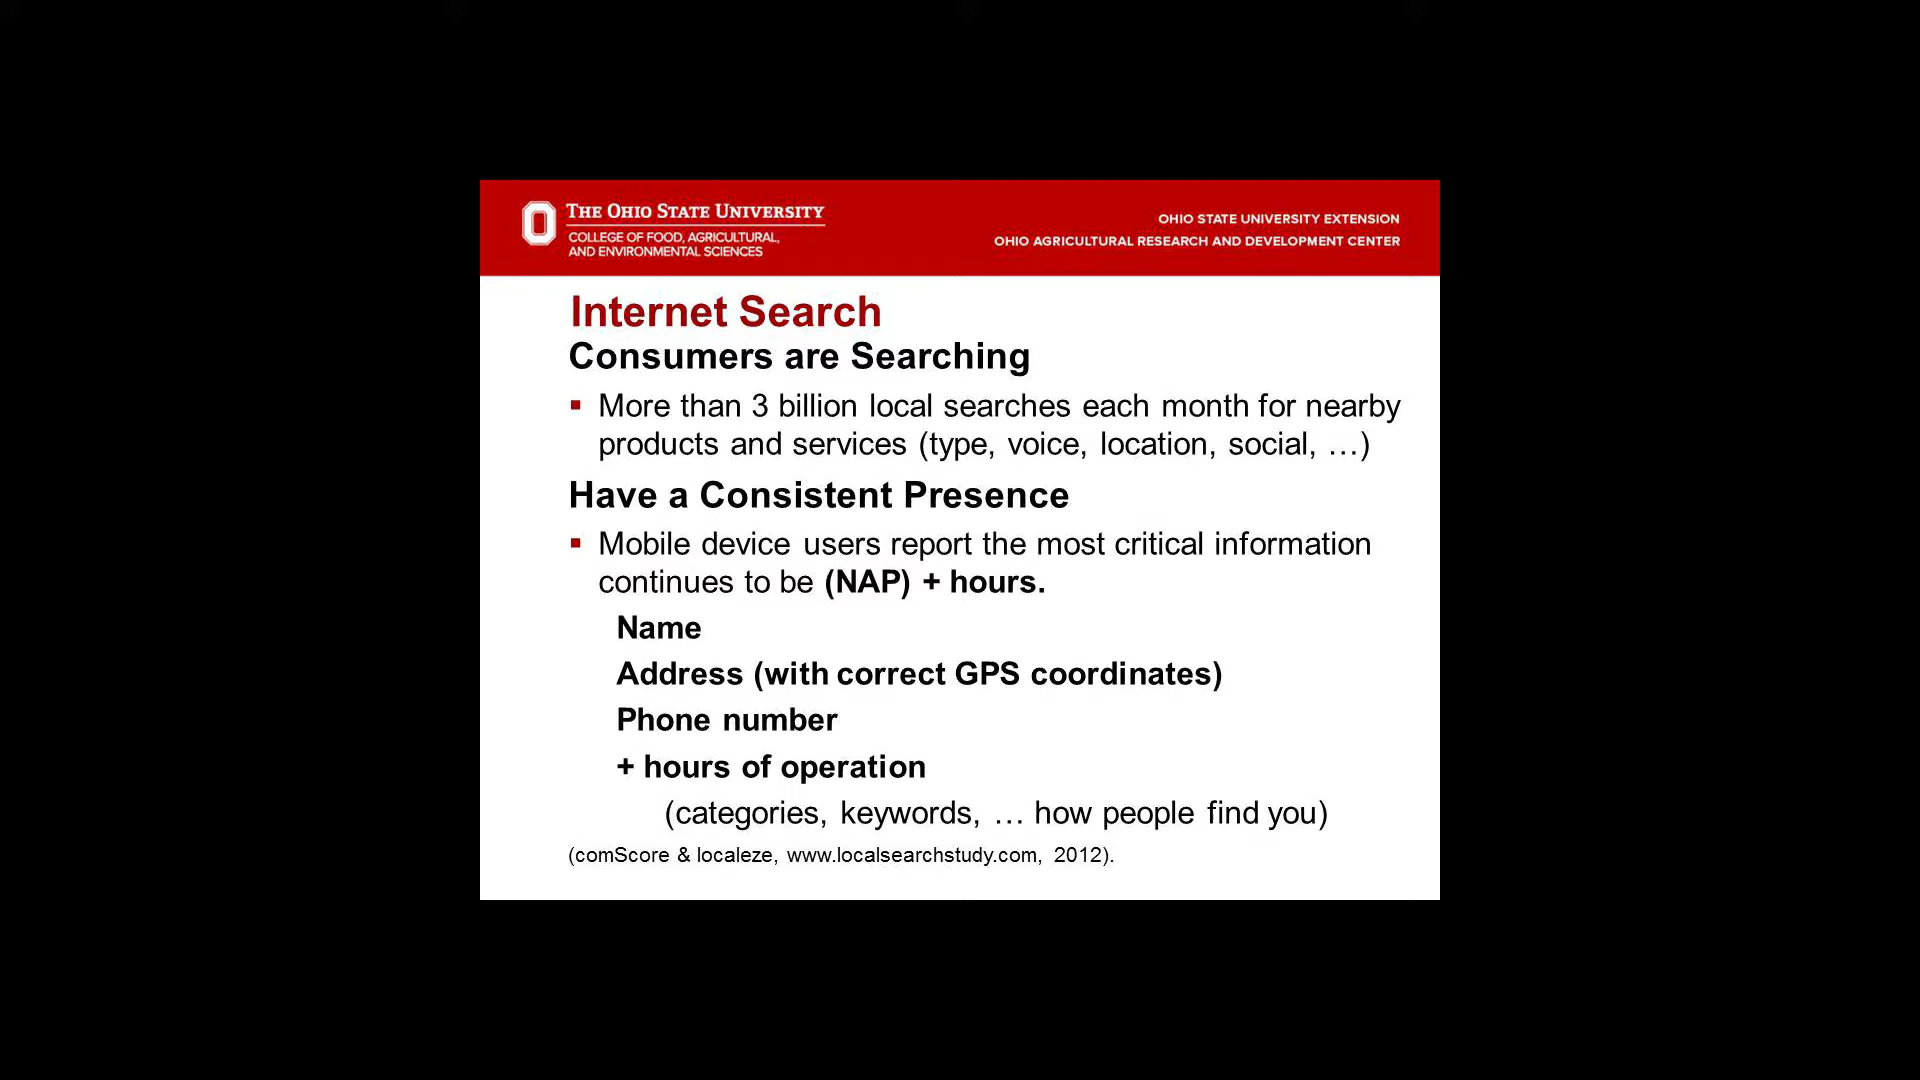 THE OHIO STATE UNIVERSITY
COLLEGE OF FOOD, AGRICULTURAL,
AND ENVIRONMENTAL SCIENCES
OHIO STATE UNIVERSITY EXTENSION
OHIO AGRICULTURAL RESEARCH AND DEVELOPMENT CENTER
Internet Search
Consumers are Searching
▪ More than 3 billion local searches each month for nearby
products and services (type, voice, location, social, …)
Have a Consistent Presence
▪ Mobile device users report the most critical information
continues to be (NAP) + hours.
Name
Address (with correct GPS coordinates)
Phone number
+ hours of operation
(categories, keywords, … how people find you)
(comScore & localeze, www.localsearchstudy.com, 2012).